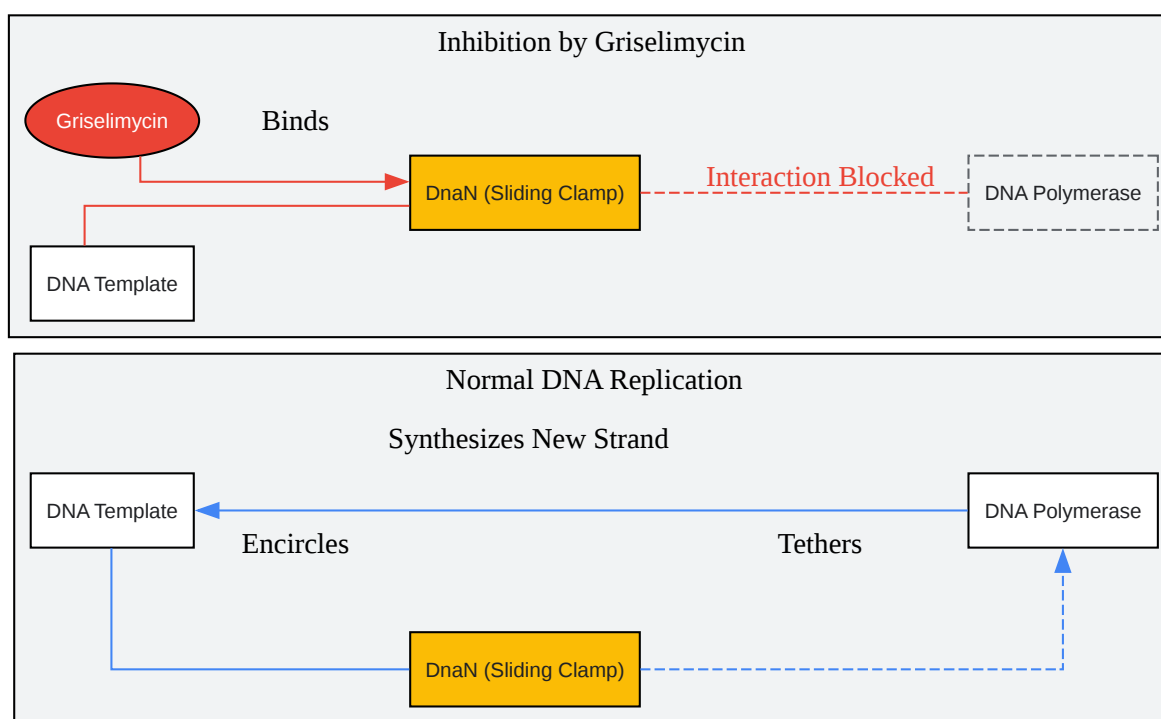 Inhibition by Griselimycin
Griselimycin
Binds
DnaN (Sliding Clamp)
Interaction Blocked
DNA Polymerase
DNA Template
Normal DNA Replication
Synthesizes New Strand
DNA Template
DNA Polymerase
Encircles
Tethers
DnaN (Sliding Clamp)